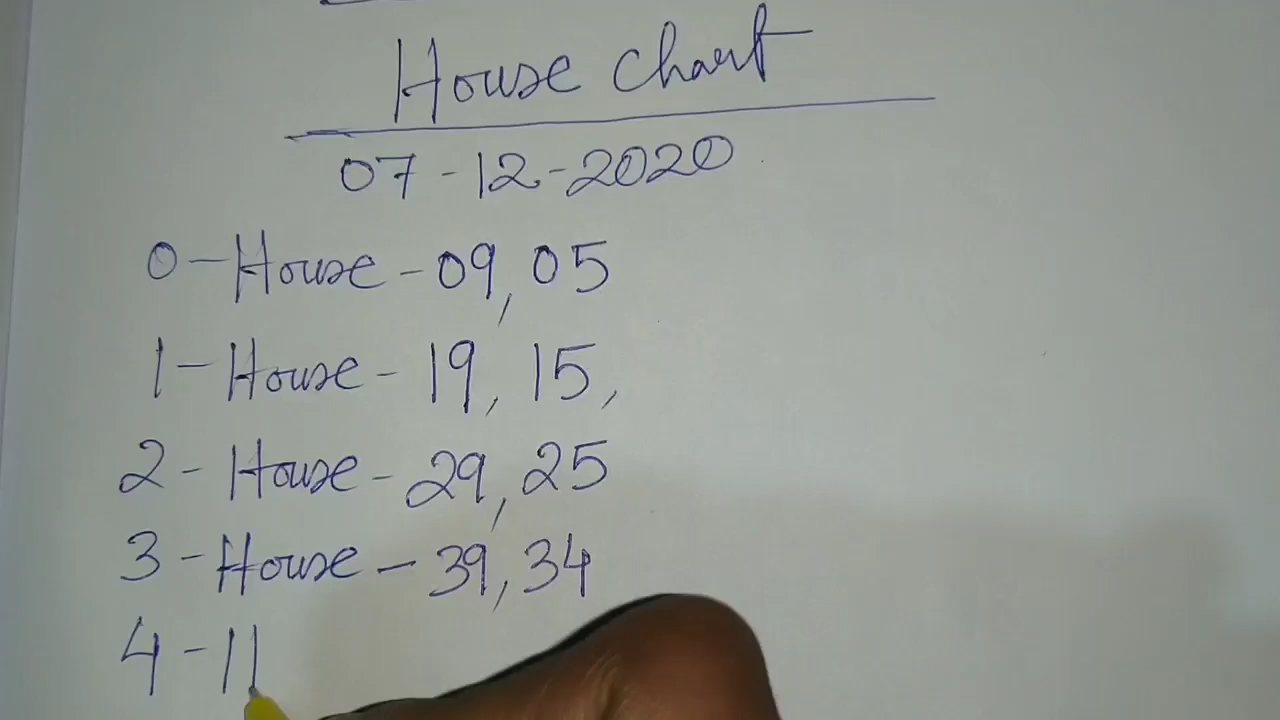 House chart
07-12-2020
0-House-09,05
1-House-19,15,
2-House-29,25
3-House-39,34
4-